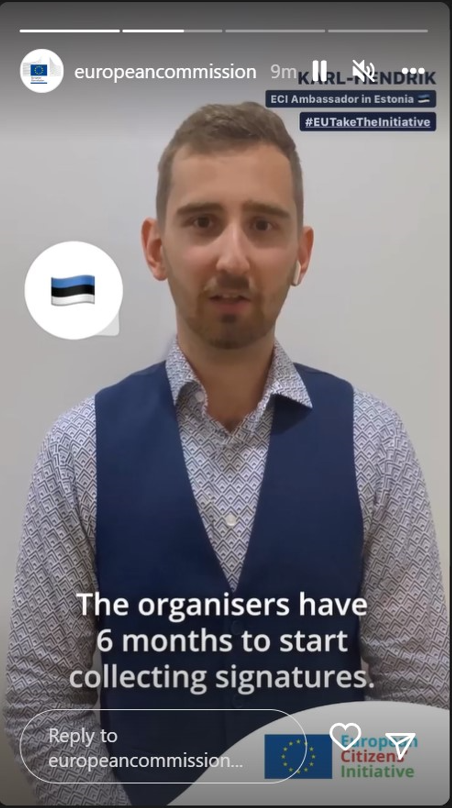 europeancommission 9m
KARL-HENDRIK
ECI Ambassador in Estonia
#EUTakeTheInitiative
The organisers have
6 months to start
collecting signatures.
Reply to
europeancommission...
European
Citizens'
Initiative